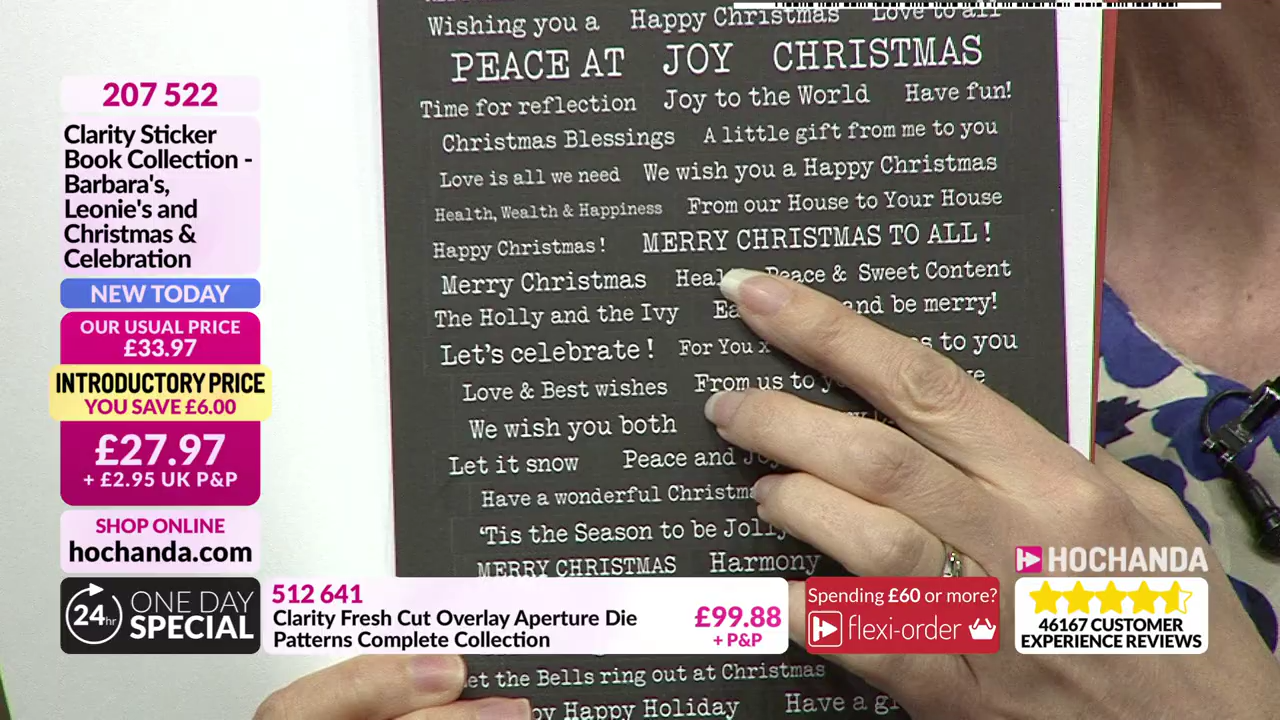 Wishing you a Happy Christmas Love to all
PEACE AT JOY CHRISTMAS
Time for reflection Joy to the World Have fun!
Christmas Blessings A little gift from me to you
Love is all we need We wish you a Happy Christmas
Health, Wealth & Happiness From our House to Your House
Happy Christmas! MERRY CHRISTMAS TO ALL!
Merry Christmas Peace & Sweet Content
The Holly and the Ivy and be merry!
Let's celebrate! For You x to you
Love & Best wishes From us to
We wish you both
Let it snow Peace and
Have a wonderful
'Tis the Season to be Jolly
MERRY CHRISTMAS Harmony
the Bells ring out at Christmas
Happy Holiday Have a
207 522
Clarity Sticker
Book Collection -
Barbara's,
Leonie's and
Christmas &
Celebration
NEW TODAY
OUR USUAL PRICE
£33.97
INTRODUCTORY PRICE
YOU SAVE £6.00
£27.97
+ £2.95 UK P&P
SHOP ONLINE
hochanda.com
24hr ONE DAY
SPECIAL
512 641
Clarity Fresh Cut Overlay Aperture Die
Patterns Complete Collection
£99.88
+ P&P
Spending £60 or more?
flexi-order
HOCHANDA
46167 CUSTOMER
EXPERIENCE REVIEWS